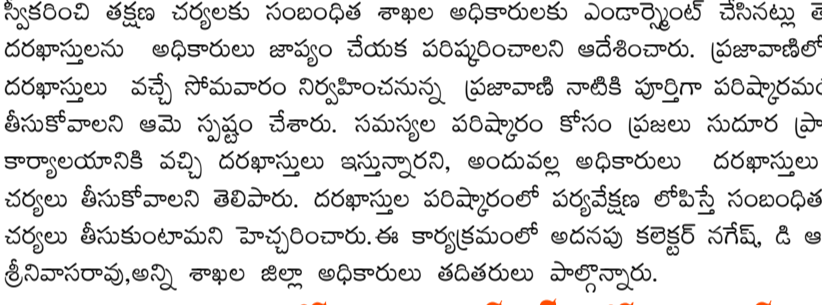 స్వీకరించి తక్షణ చర్యలకు సంబంధిత శాఖల అధికారులకు ఎండార్స్మెంట్ చేసినట్లు
దరఖాస్తులను అధికారులు జాప్యం చేయక పరిష్కరించాలని ఆదేశించారు. ప్రజావాణిలో
దరఖాస్తులు వచ్చే సోమవారం నిర్వహించనున్న ప్రజావాణి నాటికి పూర్తిగా
తీసుకోవాలని ఆమె స్పష్టం చేశారు. సమస్యల పరిష్కారం కోసం ప్రజలు సుదూర
కార్యాలయానికి వచ్చి దరఖాస్తులు ఇస్తున్నారని, అందువల్ల అధికారులు దరఖాస్తులు
చర్యలు తీసుకోవాలని తెలిపారు. దరఖాస్తుల పరిష్కారంలో పర్యవేక్షణ లోపిస్తే సంబంధిత
చర్యలు తీసుకుంటామని హెచ్చరించారు.ఈ కార్యక్రమంలో అదనపు కలెక్టర్ నగేష్, డి ఆ
శ్రీనివాసరావు,అన్ని శాఖల జిల్లా అధికారులు తదితరులు పాల్గొన్నారు.